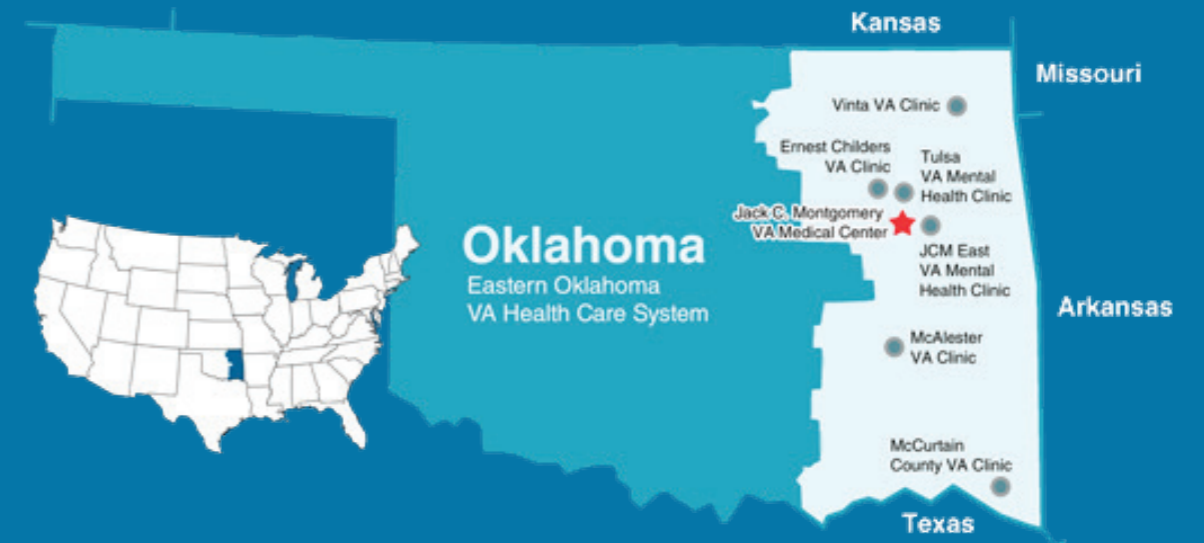 Kansas
Missouri
Vinta VA Clinic
Ernest Childers
VA Clinic
Tulsa
VA Mental
Health Clinic
Jack C. Montgomery
VA Medical Center
JCM East
VA Mental
Health Clinic
Oklahoma
Eastern Oklahoma
VA Health Care System
Arkansas
McAlester
VA Clinic
McCurtain
County VA Clinic
Texas